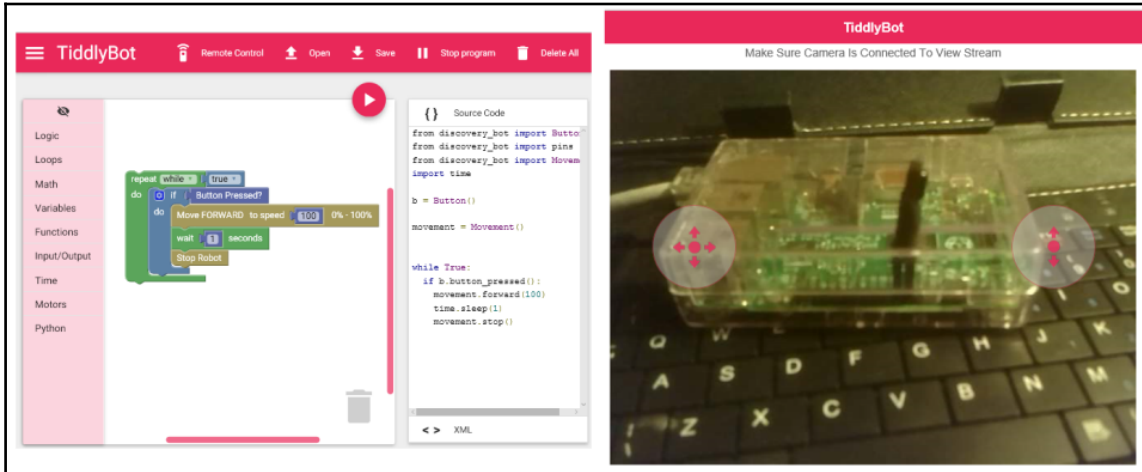 TiddlyBot
Remote Control
Open
Save
Stop program
Delete All
Logic
Loops
Math
Variables
Functions
Input/Output
Time
Motors
Python
repeat while true
do if Button Pressed?
do Move FORWARD to speed 100 0% - 100%
wait 1 seconds
Stop Robot
{} Source Code
from discovery_bot import Butto
from discovery_bot import pins
from discovery_bot import Movem
import time
b = Button()
movement = Movement()
while True:
if b.button_pressed():
movement.forward(100)
time.sleep(1)
movement.stop()
< > XML
TiddlyBot
Make Sure Camera Is Connected To View Stream
Q W
H J
A S D F G
K
Z X C V B N M